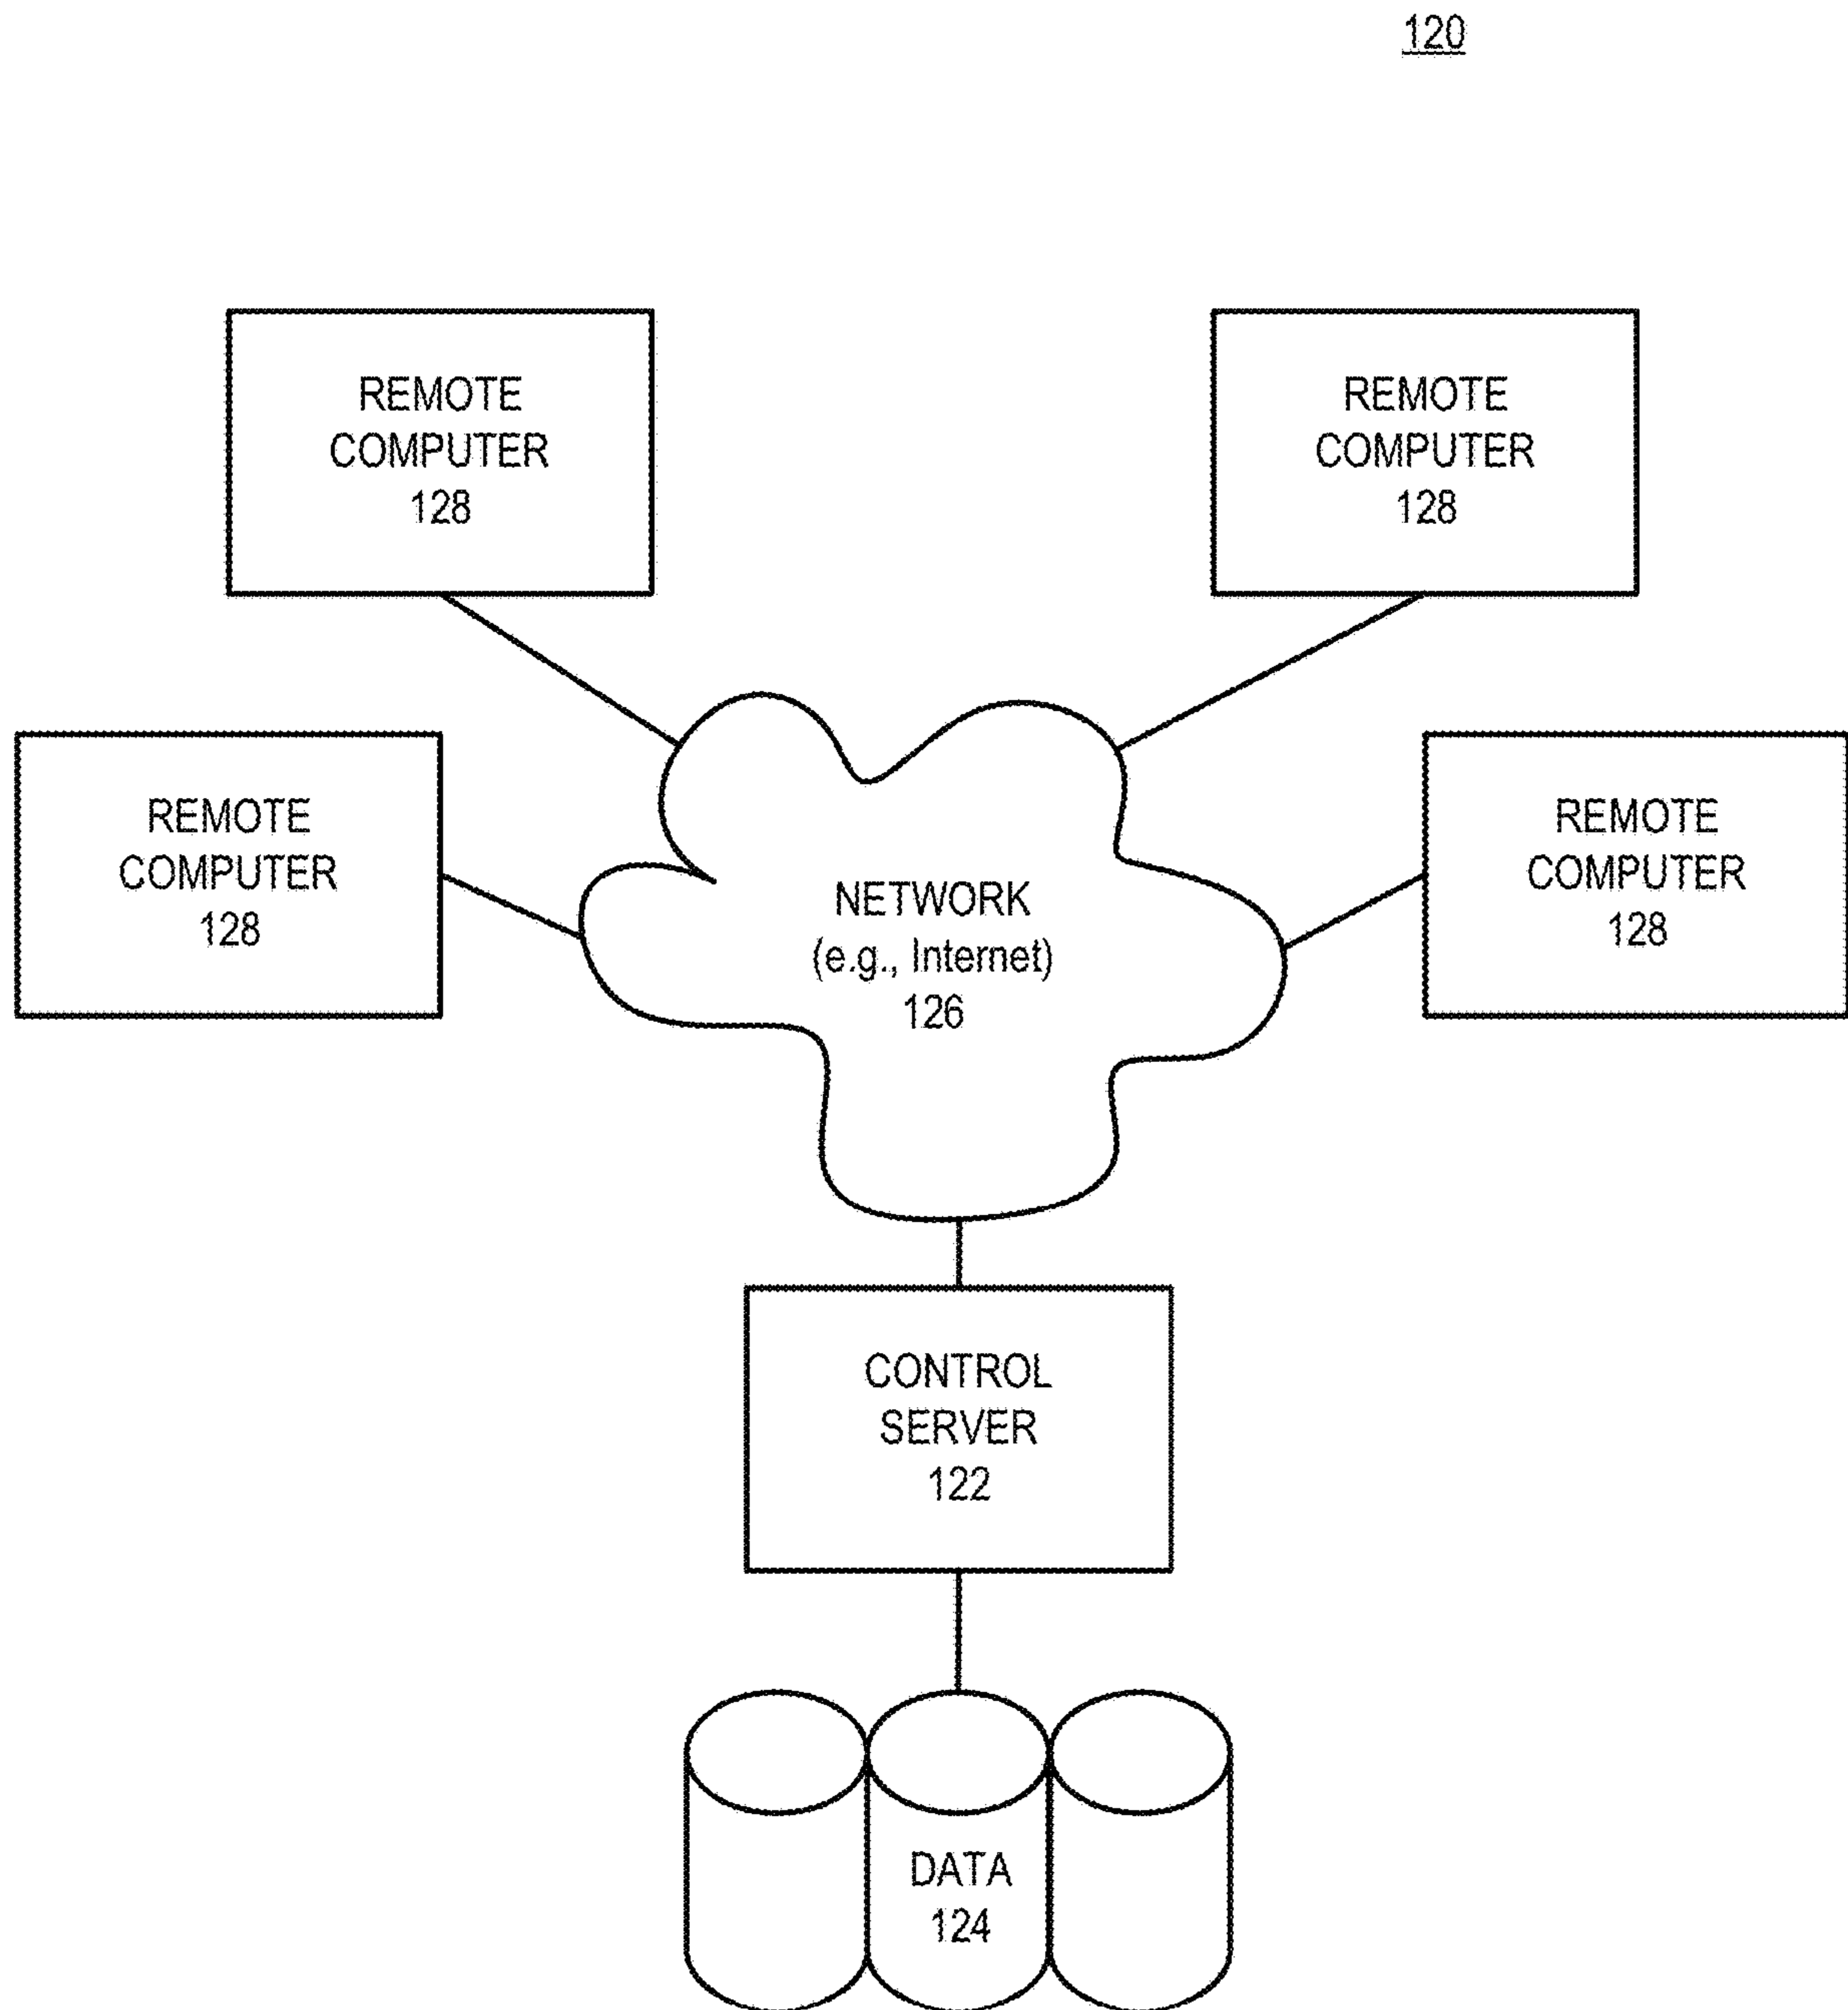 120
REMOTE
COMPUTER
128
REMOTE
COMPUTER
128
REMOTE
COMPUTER
128
NETWORK
(e.g., Internet)
126
REMOTE
COMPUTER
128
CONTROL
SERVER
122
DATA
124